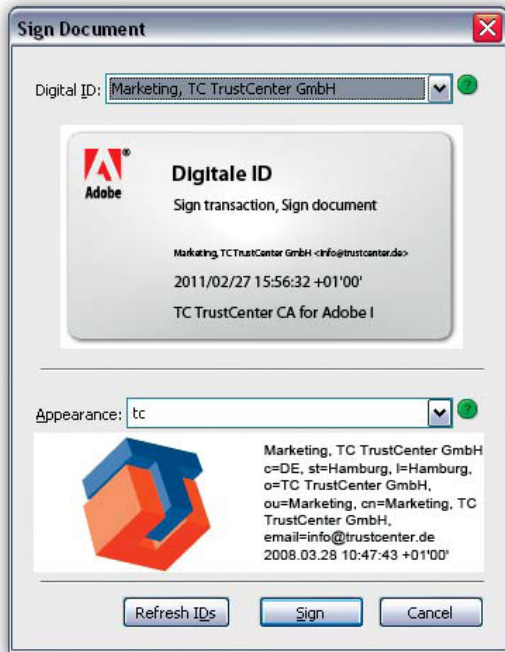 Sign Document
Digital ID: Marketing, TC TrustCenter GmbH
?
Adobe®
Digitale ID
Sign transaction, Sign document
Marketing, TC TrustCenter GmbH <info@trustcenter.de>
2011/02/27 15:56:32 +01'00'
TC TrustCenter CA for Adobe I
Appearance: tc
?
Marketing, TC TrustCenter GmbH
c=DE, st=Hamburg, l=Hamburg,
o=TC TrustCenter GmbH,
ou=Marketing, cn=Marketing, TC
TrustCenter GmbH,
email=info@trustcenter.de
2008.03.28 10:47:43 +01'00'
Refresh IDs
Sign
Cancel